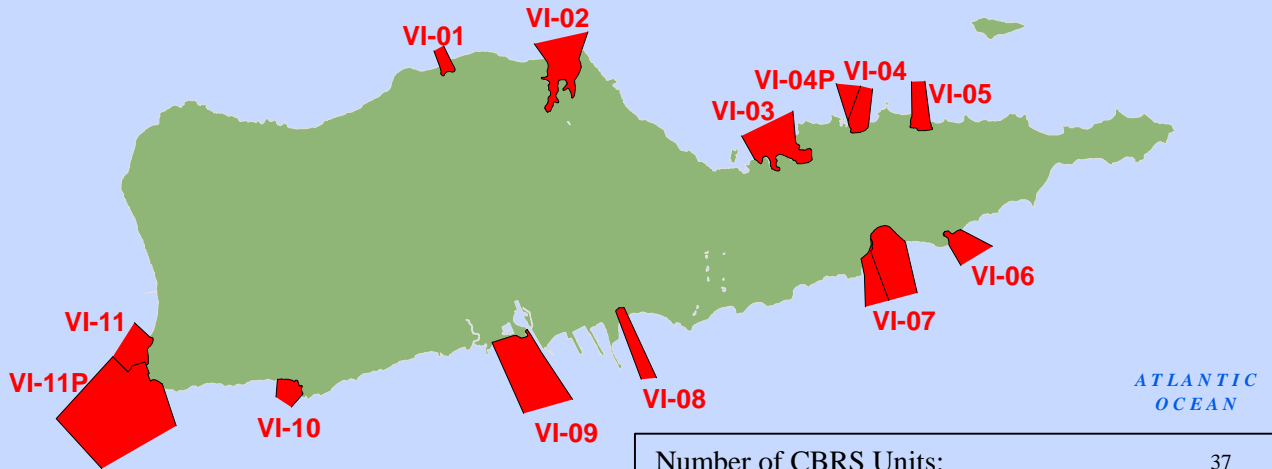 VI-01
VI-02
VI-03
VI-04P
VI-04
VI-05
VI-06
VI-07
VI-08
VI-09
VI-10
VI-11
VI-11P
ATLANTIC
OCEAN
Number of CBRS Units: 37